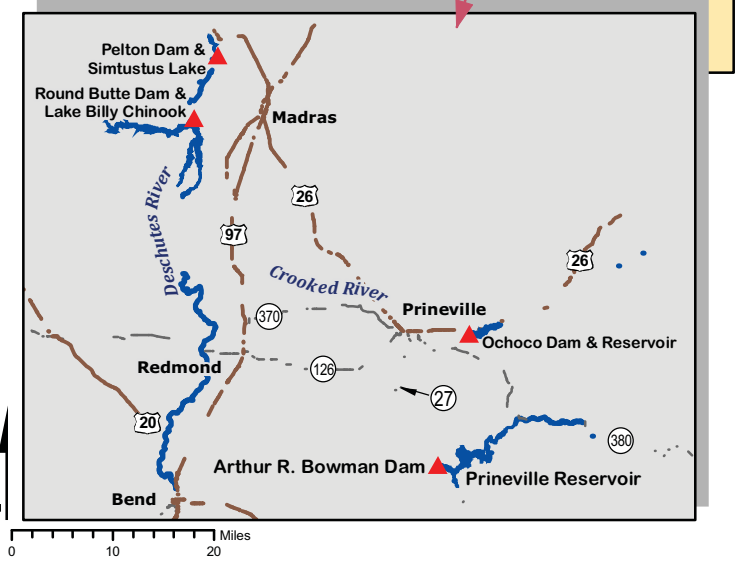 Pelton Dam &
Simtustus Lake
Round Butte Dam &
Lake Billy Chinook
Madras
26
Deschutes River
97
26
Crooked River
370
Prineville
Ochoco Dam & Reservoir
Redmond
126
27
20
380
Arthur R. Bowman Dam
Prineville Reservoir
Bend
Miles
0 10 20